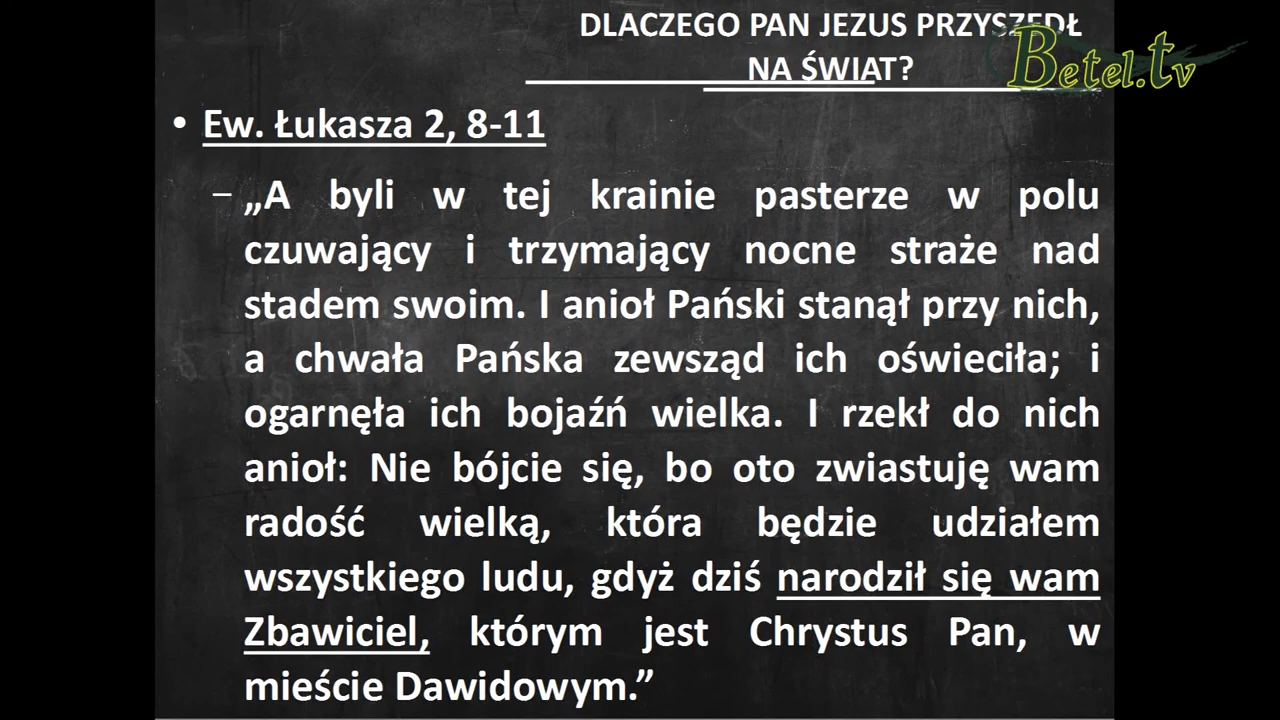 DLACZEGO PAN JEZUS PRZYSZEDŁ
NA ŚWIAT?
Betel.tv
• Ew. Łukasza 2, 8-11
– „A byli w tej krainie pasterze w polu
czuwający i trzymający nocne straże nad
stadem swoim. I anioł Pański stanął przy nich,
a chwała Pańska zewsząd ich oświeciła; i
ogarnęła ich bojaźń wielka. I rzekł do nich
anioł: Nie bójcie się, bo oto zwiastuję wam
radość wielką, która będzie udziałem
wszystkiego ludu, gdyż dziś narodził się wam
Zbawiciel, którym jest Chrystus Pan, w
mieście Dawidowym.”